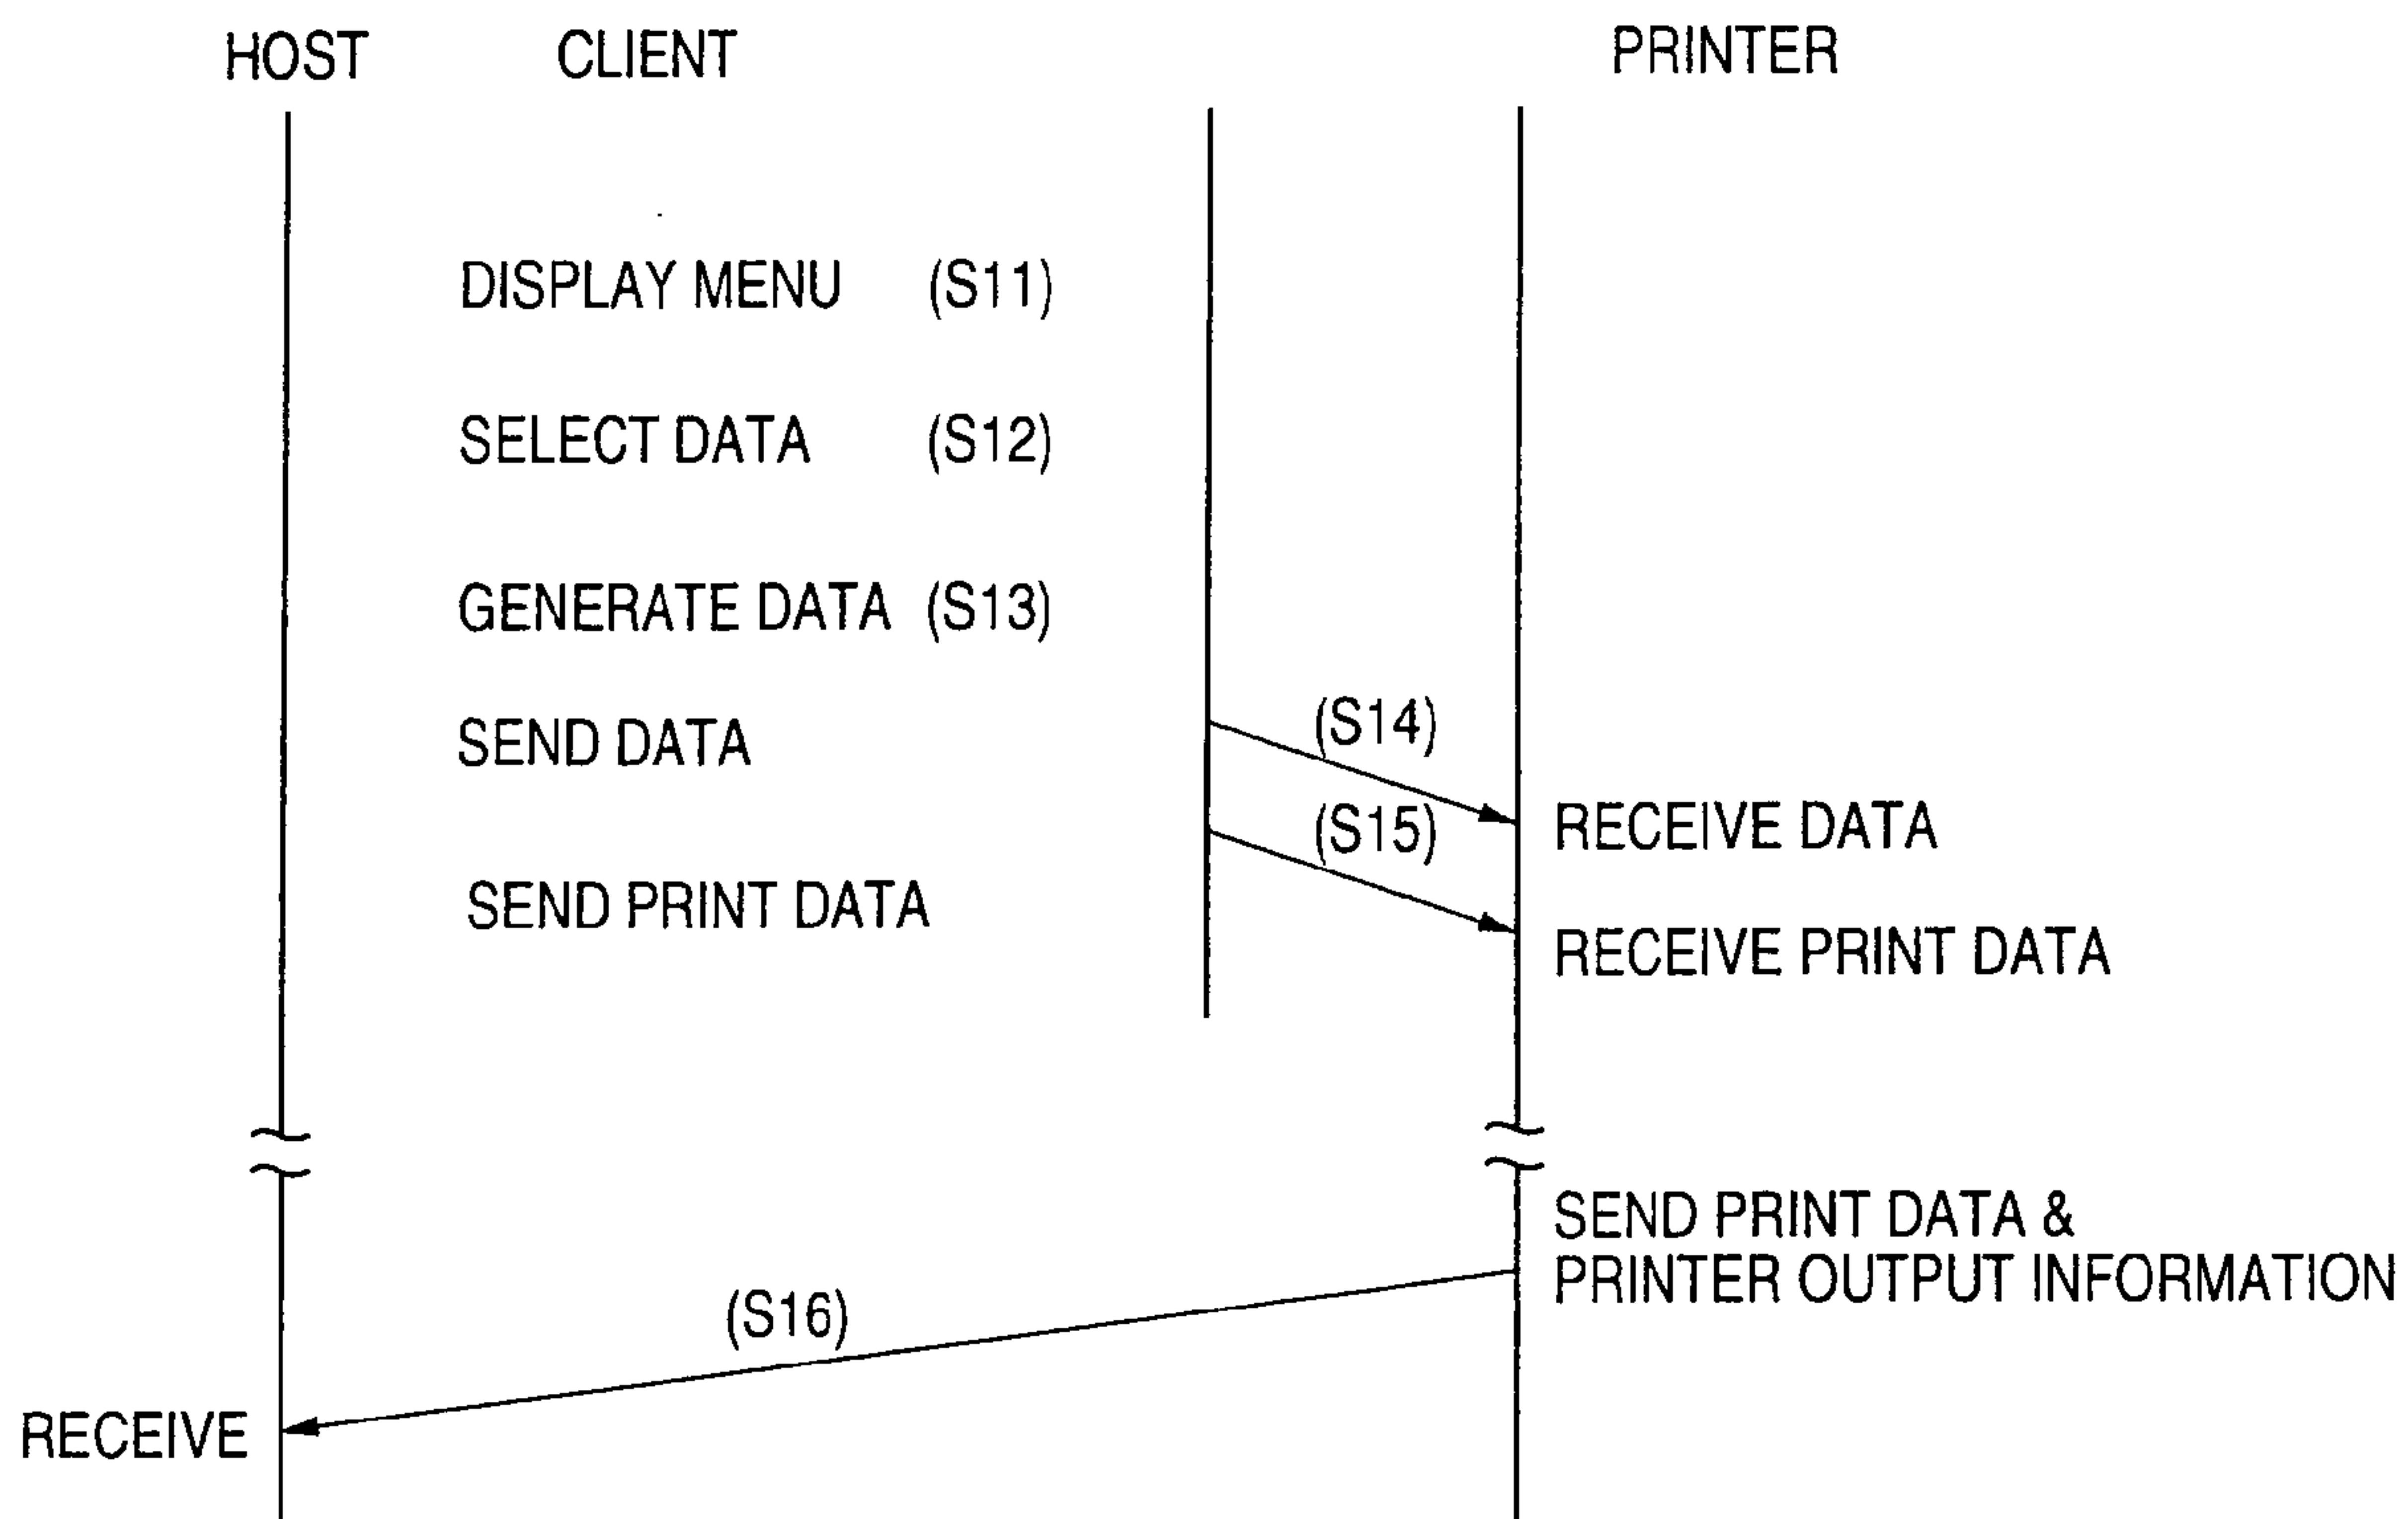 HOST CLIENT PRINTER
DISPLAY MENU (S11)
SELECT DATA (S12)
GENERATE DATA (S13)
SEND DATA (S14)
RECEIVE DATA
(S15)
SEND PRINT DATA
RECEIVE PRINT DATA
SEND PRINT DATA &
PRINTER OUTPUT INFORMATION
(S16)
RECEIVE